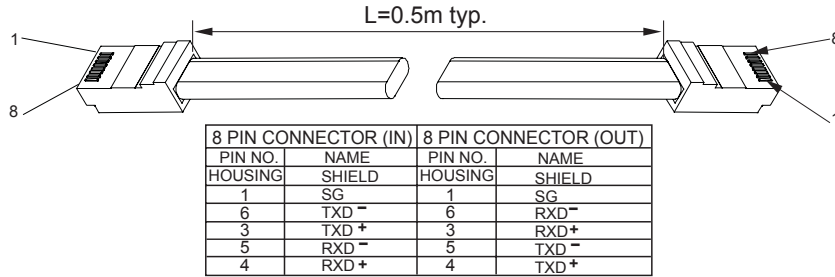 L=0.5m typ.
1
8
8
1
8 PIN CONNECTOR (IN) 8 PIN CONNECTOR (OUT)
PIN NO. NAME PIN NO. NAME
HOUSING SHIELD HOUSING SHIELD
1 SG 1 SG
6 TXD - 6 RXD-
3 TXD + 3 RXD+
5 RXD - 5 TXD -
4 RXD + 4 TXD +